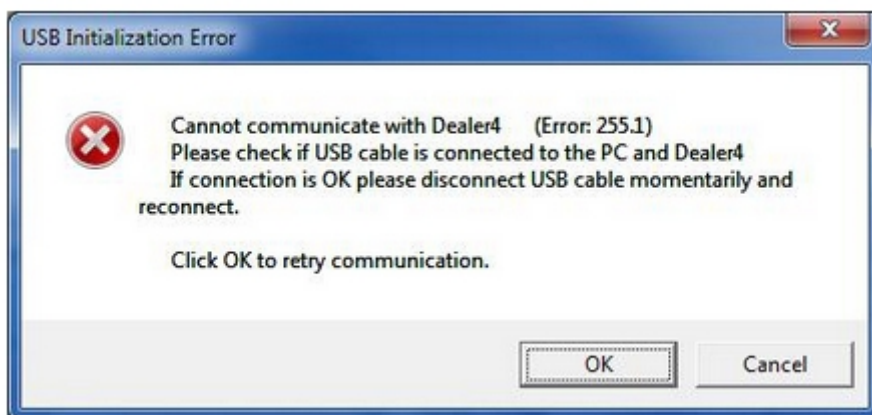 USB Initialization Error
Cannot communicate with Dealer4 (Error: 255.1)
Please check if USB cable is connected to the PC and Dealer4
If connection is OK please disconnect USB cable momentarily and
reconnect.
Click OK to retry communication.
OK
Cancel